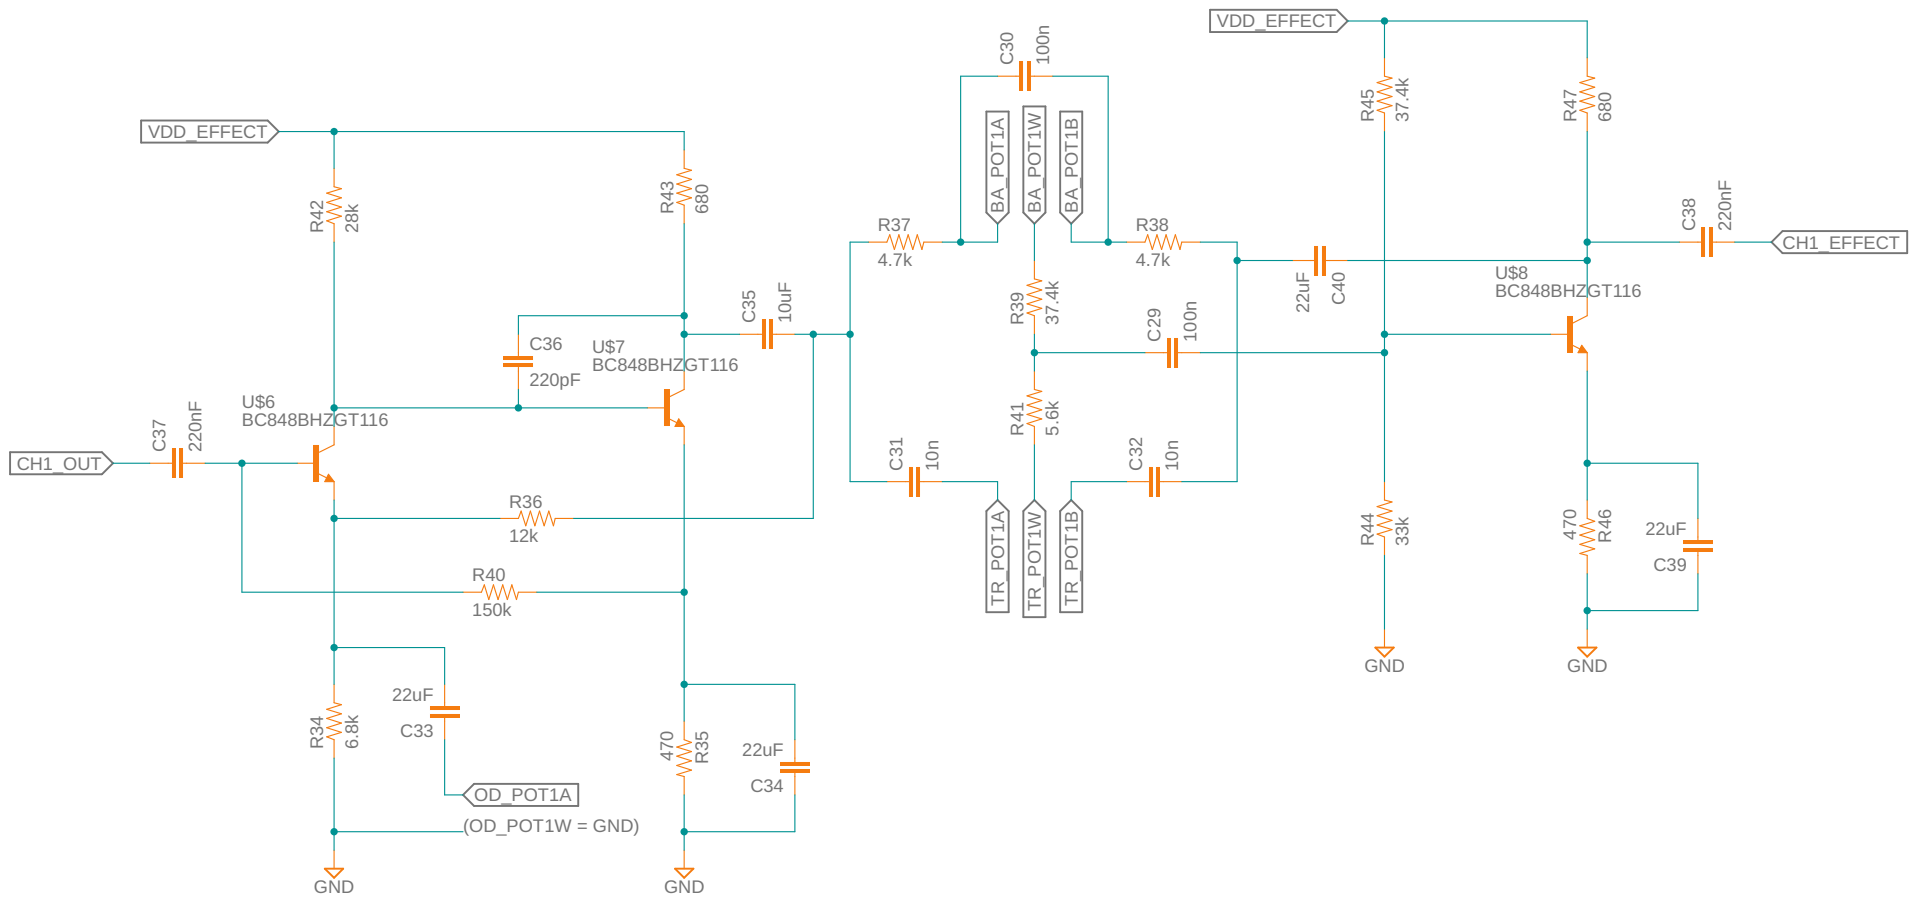 VDD_EFFECT
C30
100n
R45
37.4k
R47
680
VDD_EFFECT
BA_POT1A
BA_POT1W
BA_POT1B
R42
28k
R43
680
R37
4.7k
R38
4.7k
C38
220nF
CH1_EFFECT
C35
10uF
R39
37.4k
C29
100n
22uF
C40
U$8
BC848BHZGT116
C36
220pF
U$7
BC848BHZGT116
U$6
BC848BHZGT116
C37
220nF
CH1_OUT
R41
5.6k
C31
10n
C32
10n
R36
12k
R40
150k
TR_POT1A
TR_POT1W
TR_POT1B
R44
33k
470
R46
22uF
C39
GND
GND
R34
6.8k
22uF
C33
470
R35
22uF
C34
OD_POT1A
(OD_POT1W = GND)
GND
GND